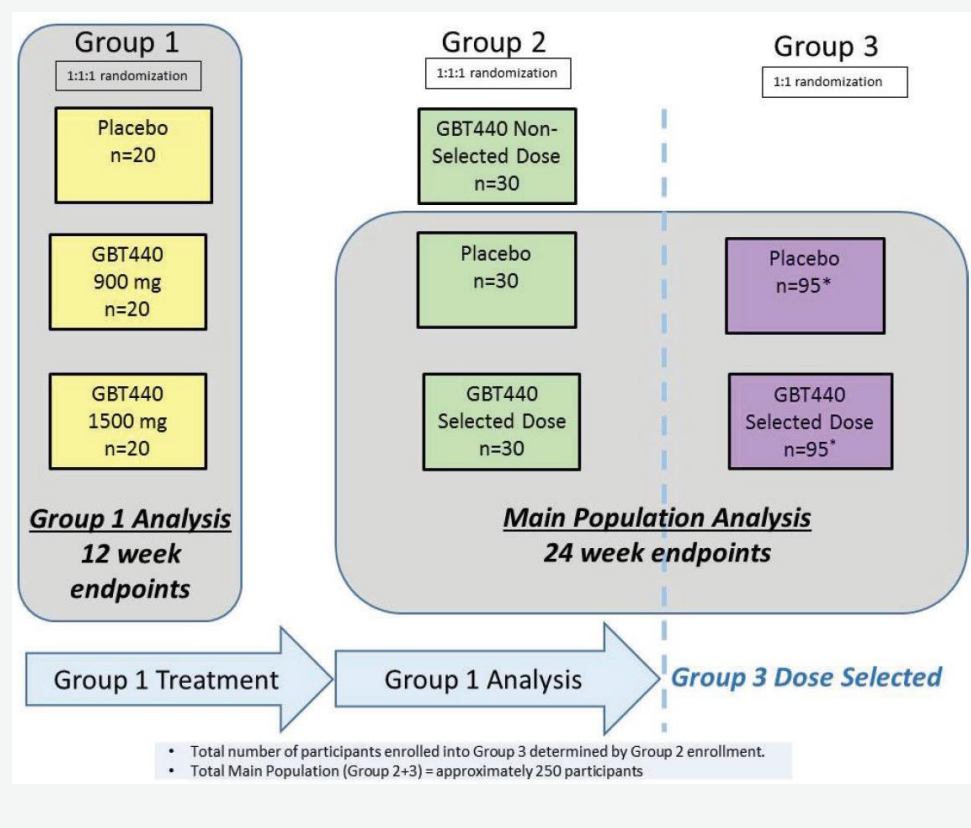 Group 1
1:1:1 randomization
Placebo
n=20
GBT440
900 mg
n=20
GBT440
1500 mg
n=20
Group 1 Analysis
12 week
endpoints
Group 2
1:1:1 randomization
GBT440 Non-
Selected Dose
n=30
Placebo
n=30
GBT440
Selected Dose
n=30
Group 3
1:1 randomization
Placebo
n=95*
GBT440
Selected Dose
n=95*
Main Population Analysis
24 week endpoints
Group 1 Treatment
Group 1 Analysis
Group 3 Dose Selected
• Total number of participants enrolled into Group 3 determined by Group 2 enrollment.
• Total Main Population (Group 2+3) = approximately 250 participants